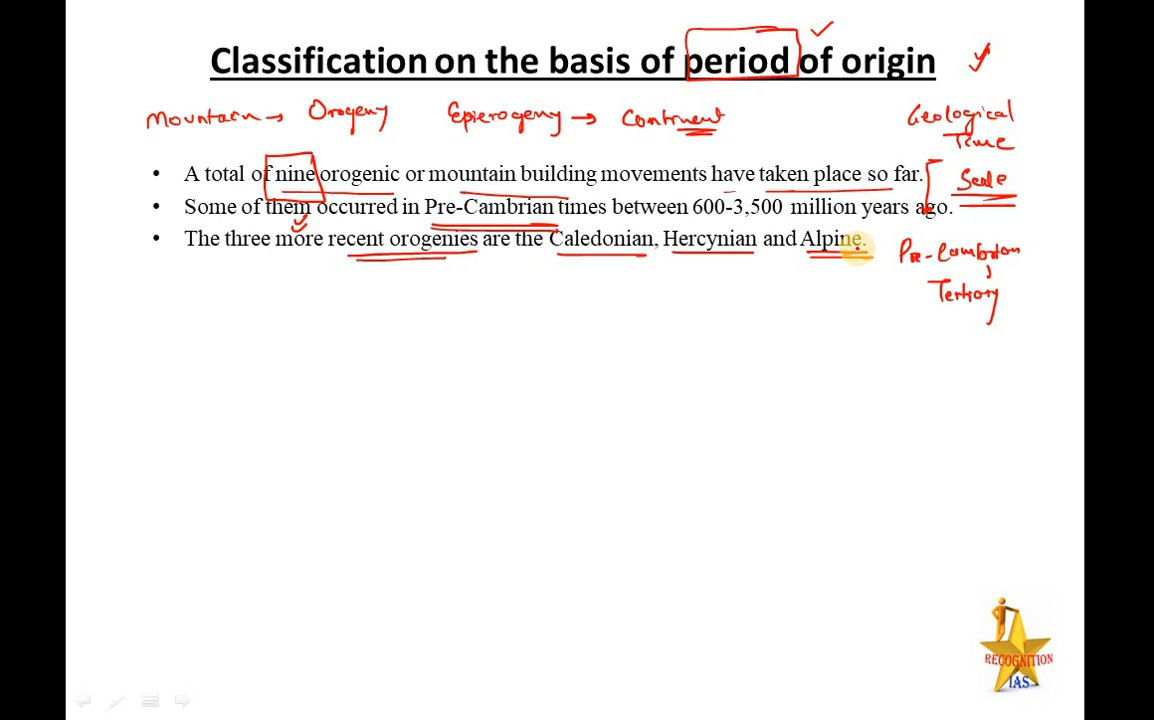 Classification on the basis of period of origin
Mountain → Orogeny Epierogeny → Continent Geological
Time
• A total of nine orogenic or mountain building movements have taken place so far.
Scale
• Some of them occurred in Pre-Cambrian times between 600-3,500 million years ago.
• The three more recent orogenies are the Caledonian, Hercynian and Alpine.
Pre-Cambrian
Tertiory
RECOGNITION
IAS